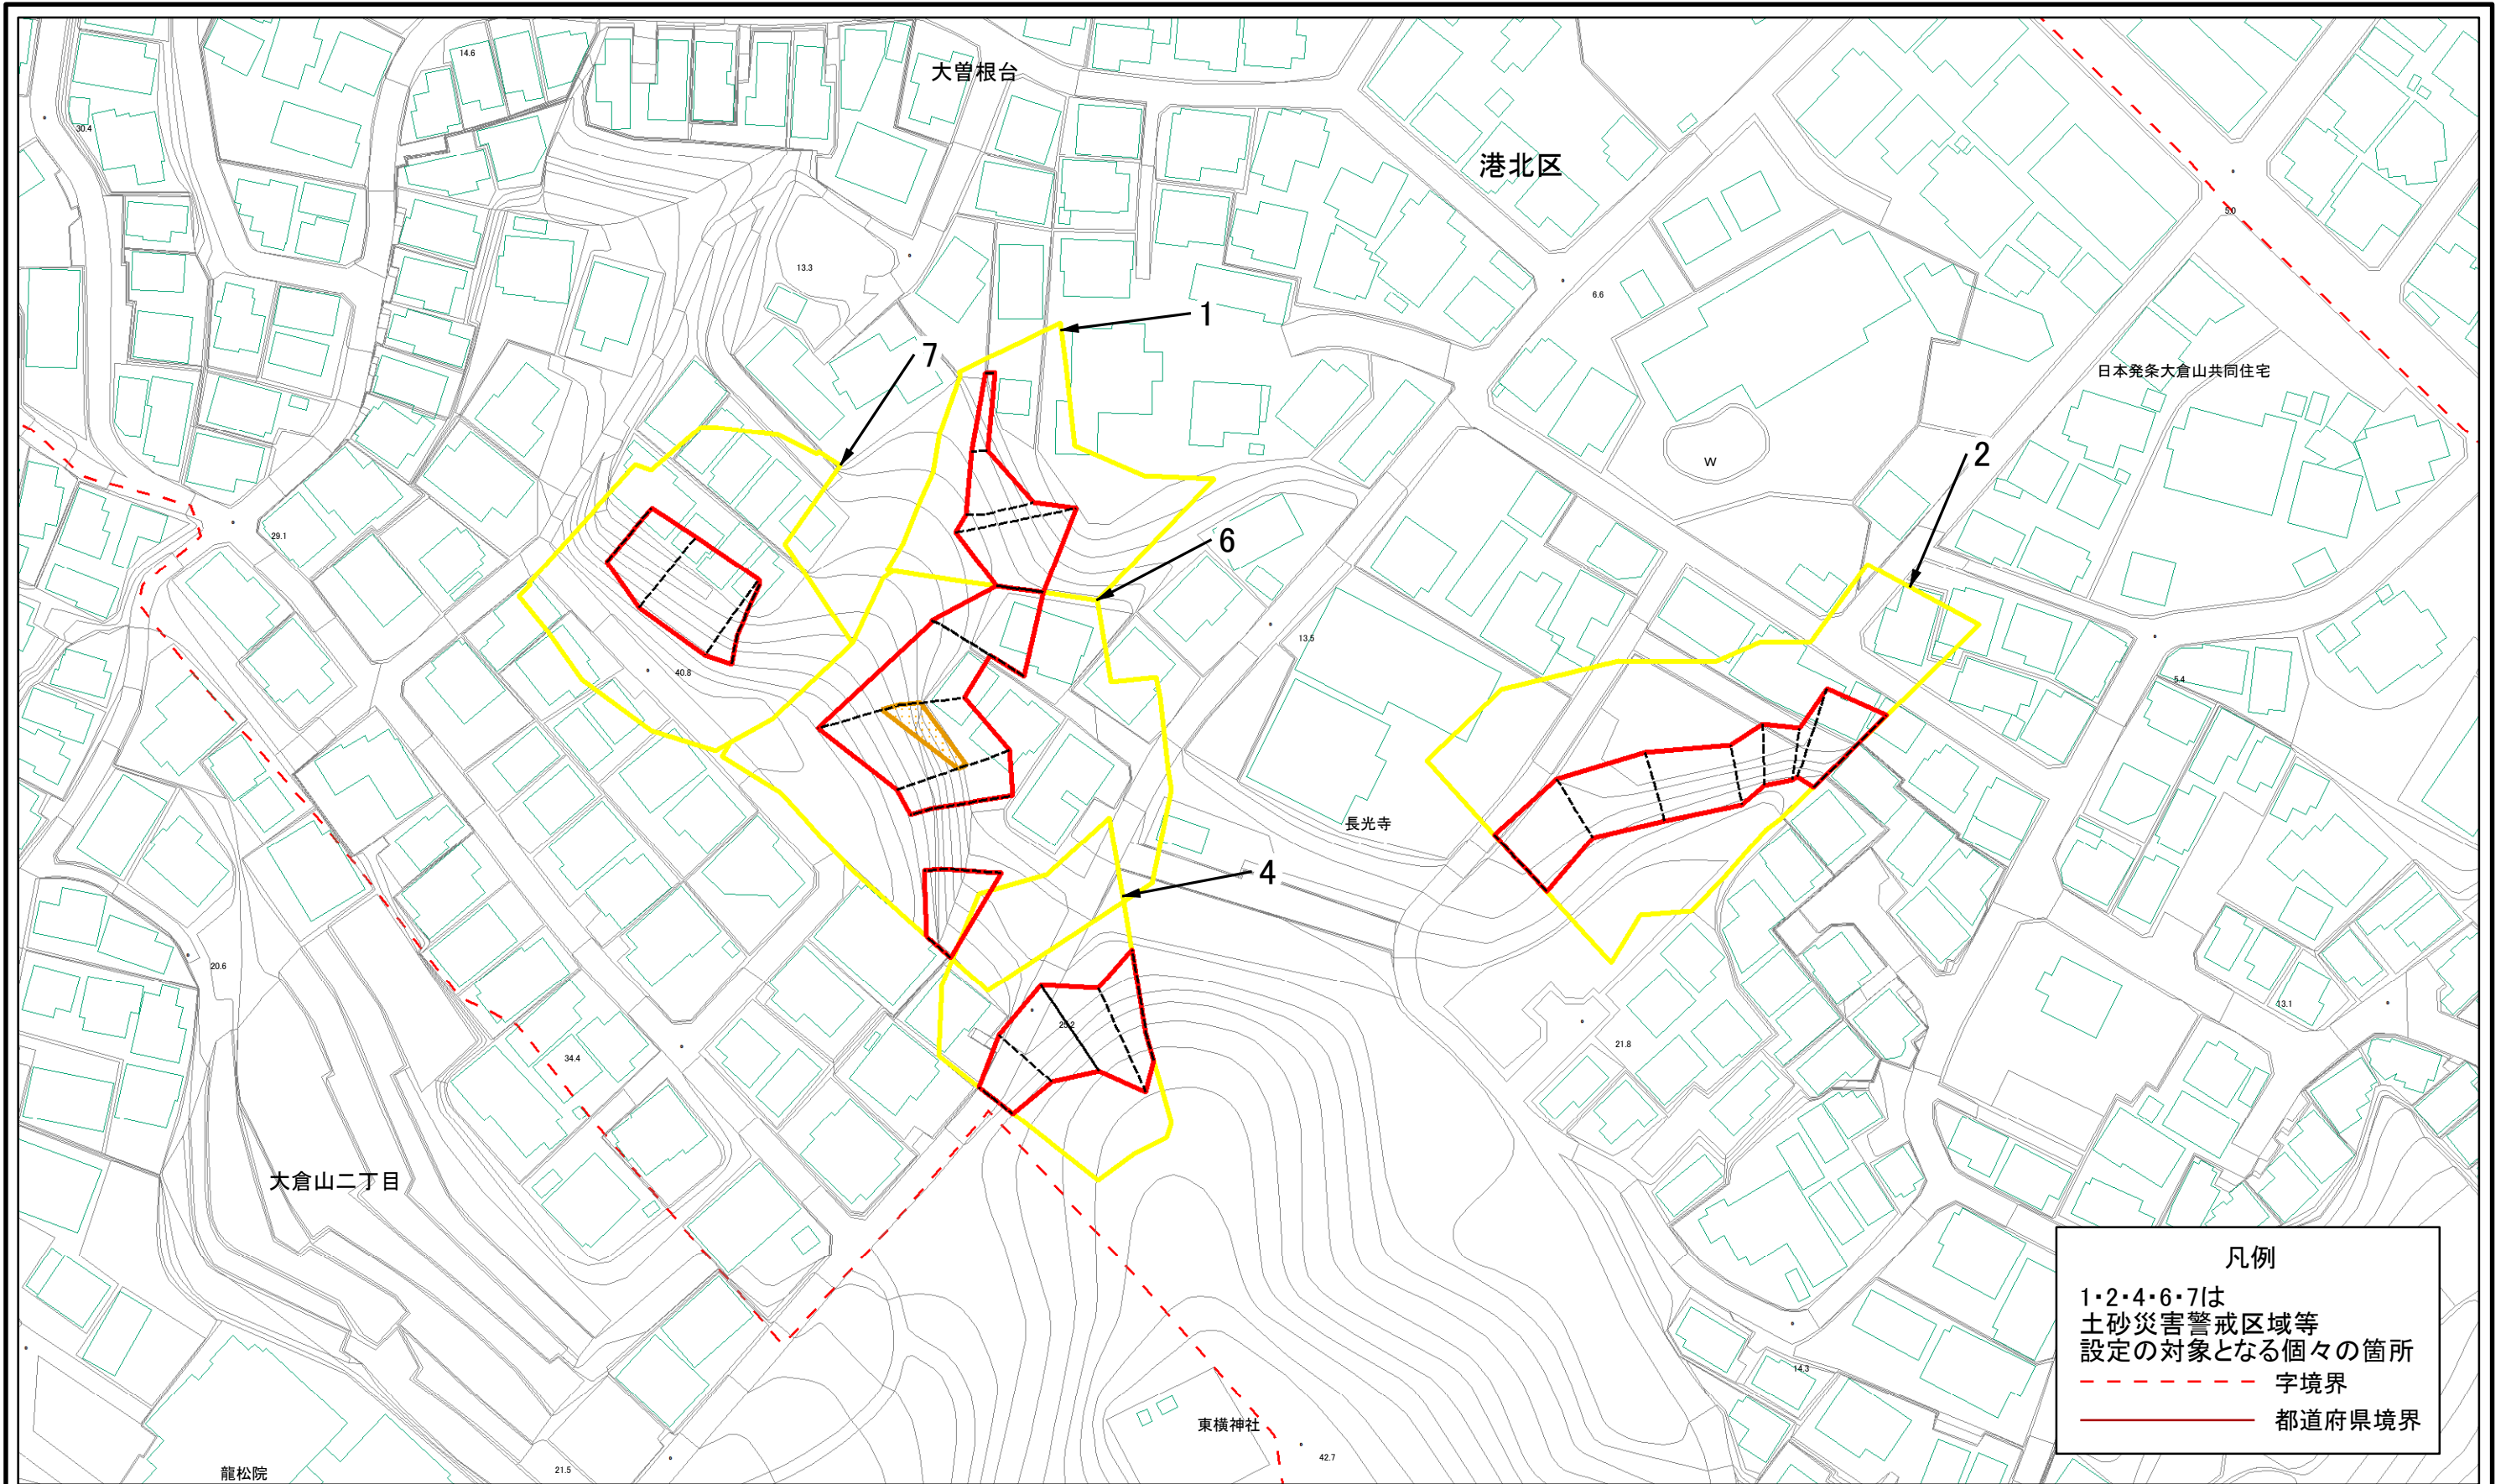 14.6
大曽根台
30.4
港北区
5.0
13.3
6.6
1
7
日本発条大倉山共同住宅
2
W
29.1
6
13.5
40.8
5.4
長光寺
4
20.6
13.1
25.2
21.8
34.4
大倉山二丁目
凡例
1・2・4・6・7は
土砂災害警戒区域等
設定の対象となる個々の箇所
字境界
都道府県境界
14.3
東横神社
42.7
龍松院
21.5